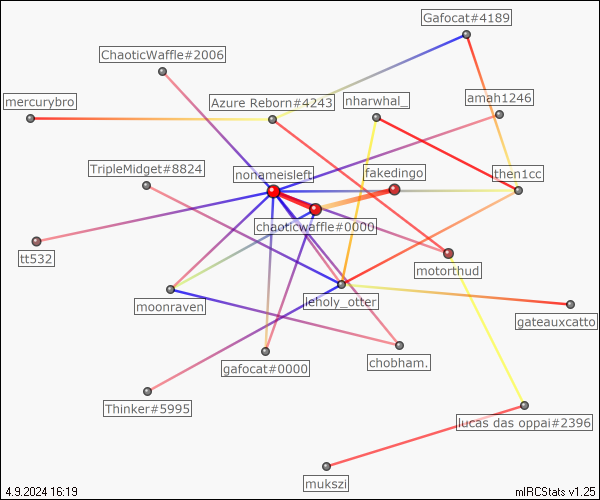 Gafocat#4189
ChaoticWaffle#2006
mercurybro
Azure Reborn#4243
nharwhal_
amah1246
TripleMidget#8824
nonameisleft
fakedingo
then1cc
chaoticwaffle#0000
tt532
motorthud
moonraven
leholy_otter
gateauxcatto
gafocat#0000
chobham.
Thinker#5995
lucas das oppai#2396
mukszi
4.9.2024 16:19
mIRCStats v1.25